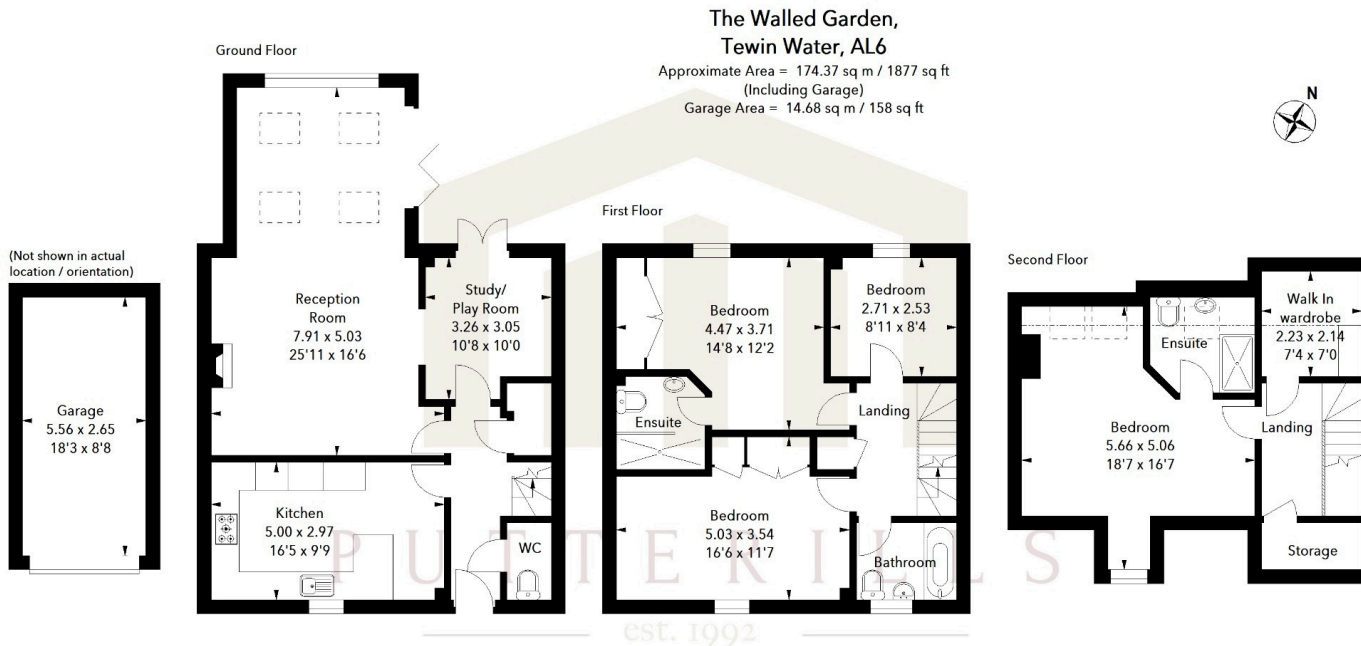 The Walled Garden,
Tewin Water, AL6
Approximate Area = 174.37 sq m / 1877 sq ft
(Including Garage)
Garage Area = 14.68 sq m / 158 sq ft
N
Ground Floor
(Not shown in actual
location / orientation)
Garage
5.56 x 2.65
18'3 x 8'8
Reception
Room
7.91 x 5.03
25'11 x 16'6
Study/
Play Room
3.26 x 3.05
10'8 x 10'0
Kitchen
5.00 x 2.97
16'5 x 9'9
WC
First Floor
Bedroom
4.47 x 3.71
14'8 x 12'2
Bedroom
2.71 x 2.53
8'11 x 8'4
Ensuite
Landing
Bedroom
5.03 x 3.54
16'6 x 11'7
Bathroom
Second Floor
Ensuite
Walk In
wardrobe
2.23 x 2.14
7'4 x 7'0
Bedroom
5.66 x 5.06
18'7 x 16'7
Landing
Storage
PUTTERILLS
est. 1992